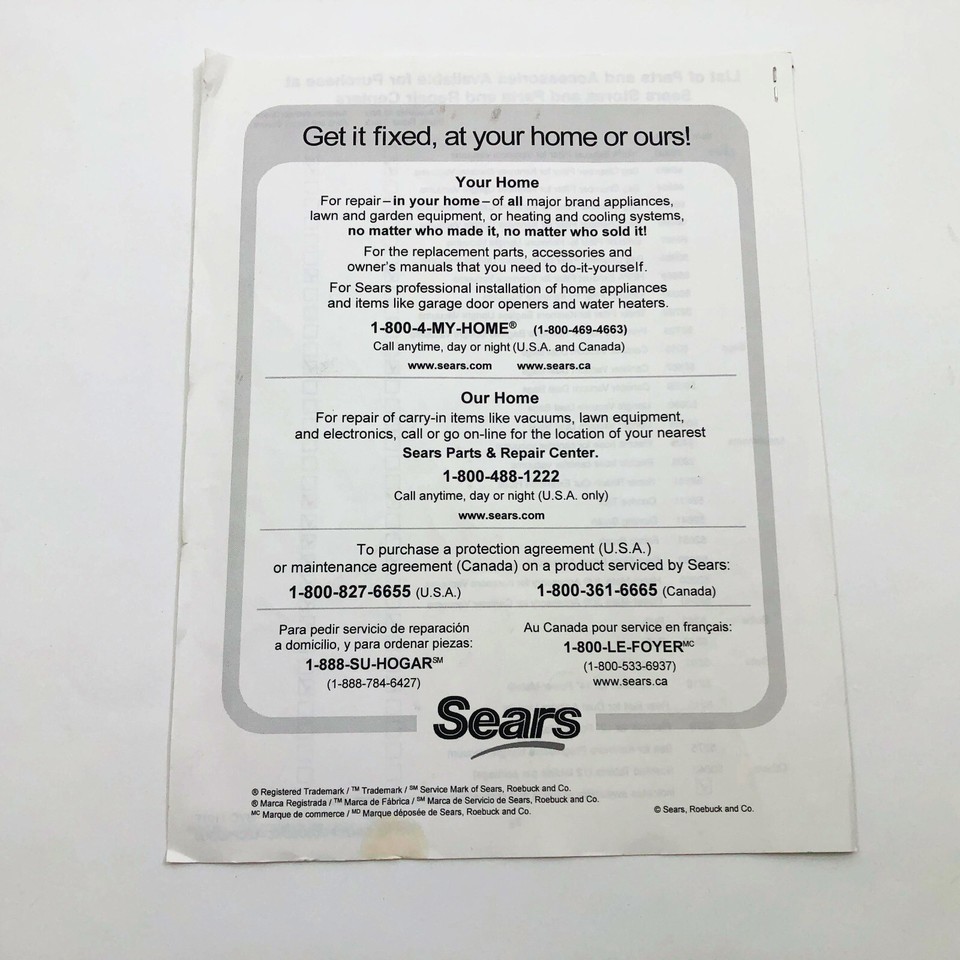 Get it fixed, at your home or ours!
Your Home
For repair – in your home – of all major brand appliances,
lawn and garden equipment, or heating and cooling systems,
no matter who made it, no matter who sold it!
For the replacement parts, accessories and
owner's manuals that you need to do-it-yourself.
For Sears professional installation of home appliances
and items like garage door openers and water heaters.
1-800-4-MY-HOME® (1-800-469-4663)
Call anytime, day or night (U.S.A. and Canada)
www.sears.com www.sears.ca
Our Home
For repair of carry-in items like vacuums, lawn equipment,
and electronics, call or go on-line for the location of your nearest
Sears Parts & Repair Center.
1-800-488-1222
Call anytime, day or night (U.S.A. only)
www.sears.com
To purchase a protection agreement (U.S.A.)
or maintenance agreement (Canada) on a product serviced by Sears:
1-800-827-6655 (U.S.A.) 1-800-361-6665 (Canada)
Para pedir servicio de reparación
a domicilio, y para ordenar piezas:
1-888-SU-HOGAR℠
(1-888-784-6427)
Au Canada pour service en français:
1-800-LE-FOYERᴹᶜ
(1-800-533-6937)
www.sears.ca
Sears
® Registered Trademark / ™ Trademark / ℠ Service Mark of Sears, Roebuck and Co.
® Marca Registrada / ™ Marca de Fábrica / ℠ Marca de Servicio de Sears, Roebuck and Co.
ᴹᶜ Marque de commerce / ᴹᴰ Marque déposée de Sears, Roebuck and Co.
© Sears, Roebuck and Co.